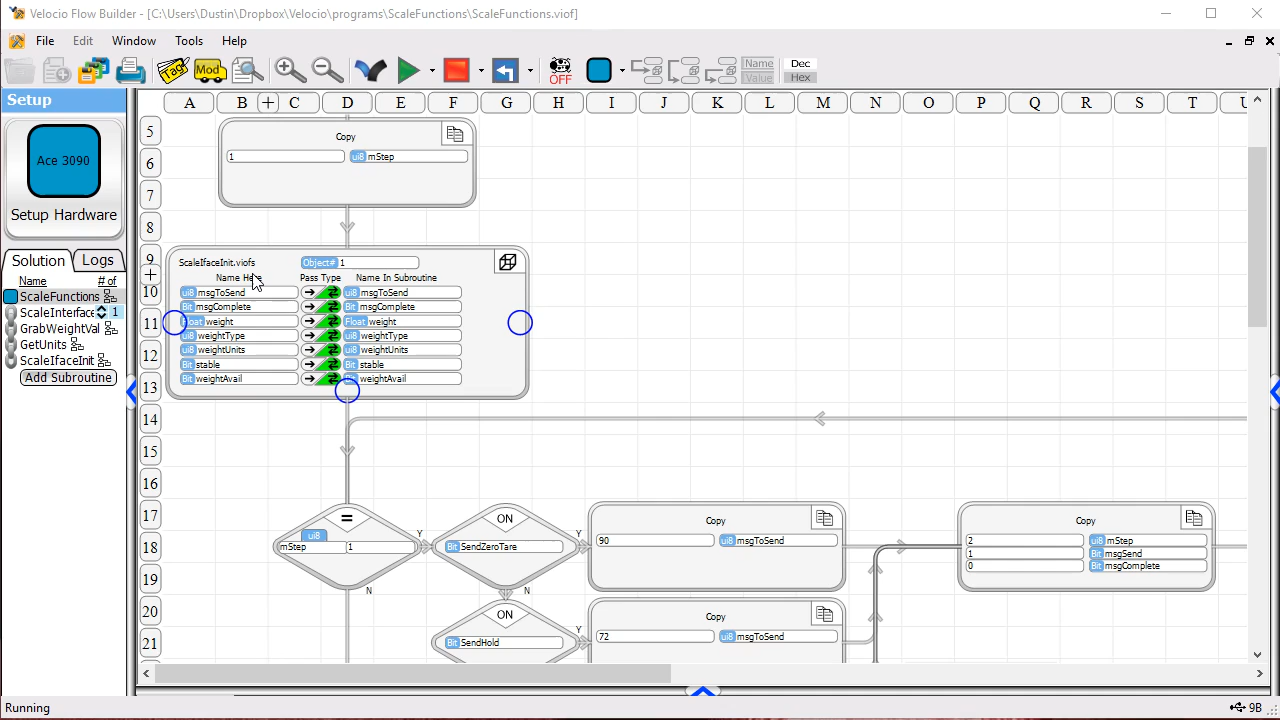 Velocio Flow Builder - [C:\Users\Dustin\Dropbox\Velocio\programs\ScaleFunctions\ScaleFunctions.viof]
File Edit Window Tools Help
Tag Mod OFF Name Value Dec Hex
Setup
Ace 3090
Setup Hardware
Solution Logs
Name # of
ScaleFunctions
ScaleInterface 1
GrabWeightVal
GetUnits
ScaleIfaceInit
Add Subroutine
A B C D E F G H I J K L M N O P Q R S T U
5
6
7
8
9
10
11
12
13
14
15
16
17
18
19
20
21
Copy
1 ui8 mStep
ScaleIfaceInit.viofs Object# 1
Name Here Pass Type Name In Subroutine
ui8 msgToSend ui8 msgToSend
Bit msgComplete Bit msgComplete
Float weight Float weight
ui8 weightType ui8 weightType
ui8 weightUnits ui8 weightUnits
Bit stable Bit stable
Bit weightAvail Bit weightAvail
=
ui8
mStep 1
Y
N
ON
Bit SendZeroTare
Y
N
Copy
90 ui8 msgToSend
Copy
2 ui8 mStep
1 Bit msgSend
0 Bit msgComplete
ON
Bit SendHold
Y
Copy
72 ui8 msgToSend
Running
9B